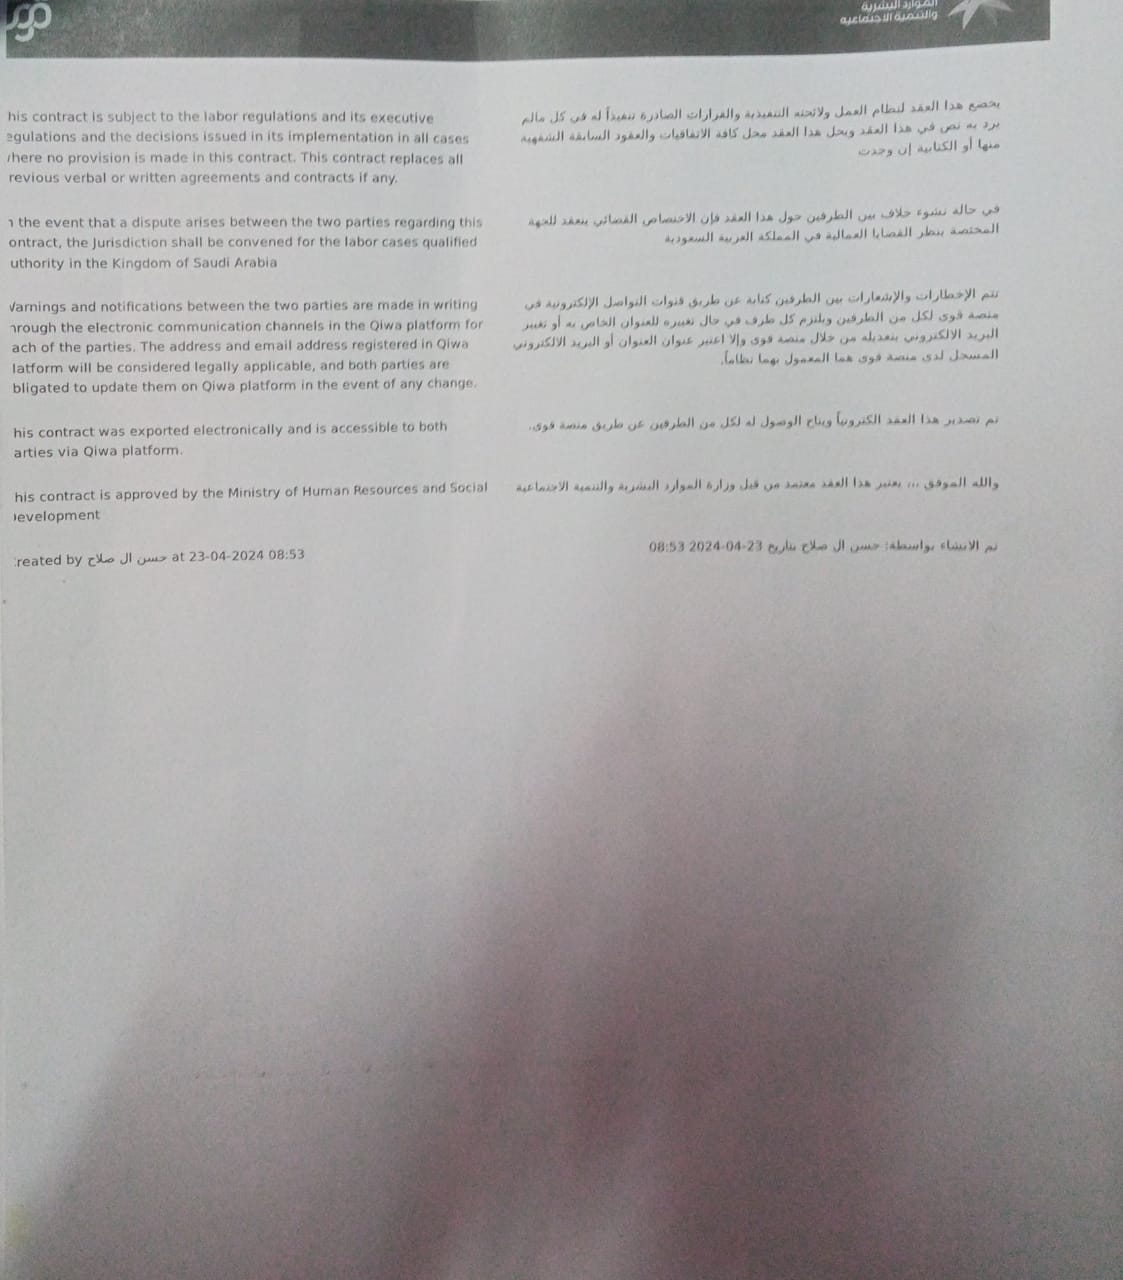 الموارد البشرية
والتنمية الاجتماعية
his contract is subject to the labor regulations and its executive
egulations and the decisions issued in its implementation in all cases
here no provision is made in this contract. This contract replaces all
revious verbal or written agreements and contracts if any.
يخضع هذا العقد لنظام العمل ولائحته التنفيذية والقرارات الصادرة تنفيذاً له في كل مالم
يرد به نص في هذا العقد ويحل هذا العقد محل كافة الاتفاقيات والعقود السابقة الشفهية
منها أو الكتابية إن وجدت
the event that a dispute arises between the two parties regarding this
ontract, the Jurisdiction shall be convened for the labor cases qualified
uthority in the Kingdom of Saudi Arabia
في حالة نشوء خلاف بين الطرفين حول هذا العقد فإن الاختصاص القضائي ينعقد للجهة
المختصة بنظر القضايا العمالية في المملكة العربية السعودية
arnings and notifications between the two parties are made in writing
rough the electronic communication channels in the Qiwa platform for
ach of the parties. The address and email address registered in Qiwa
latform will be considered legally applicable, and both parties are
bligated to update them on Qiwa platform in the event of any change.
تتم الإخطارات والإشعارات بين الطرفين كتابة عن طريق قنوات التواصل الإلكترونية في
منصة قوى لكل من الطرفين ويلتزم كل طرف في حال تغييره للعنوان الخاص به أو تغيير
البريد الالكتروني بتعديله من خلال منصة قوى وإلا اعتبر عنوان العنوان أو البريد الالكتروني
المسجل لدى منصة قوى هما المعمول بهما نظاماً.
his contract was exported electronically and is accessible to both
arties via Qiwa platform.
تم تصدير هذا العقد الكترونياً ويتاح الوصول له لكل من الطرفين عن طريق منصة قوى.
his contract is approved by the Ministry of Human Resources and Social
evelopment
والله الموفق ... يعتبر هذا العقد معتمد من قبل وزارة الموارد البشرية والتنمية الاجتماعية
reated by حسن ال صلاح at 23-04-2024 08:53
تم الانشاء بواسطة: حسن ال صلاح بتاريخ 23-04-2024 08:53